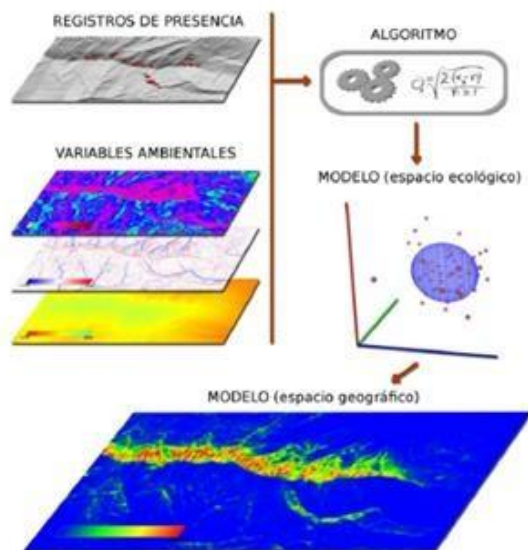 REGISTROS DE PRESENCIA
ALGORITMO
VARIABLES AMBIENTALES
MODELO (espacio ecológico)
MODELO (espacio geográfico)